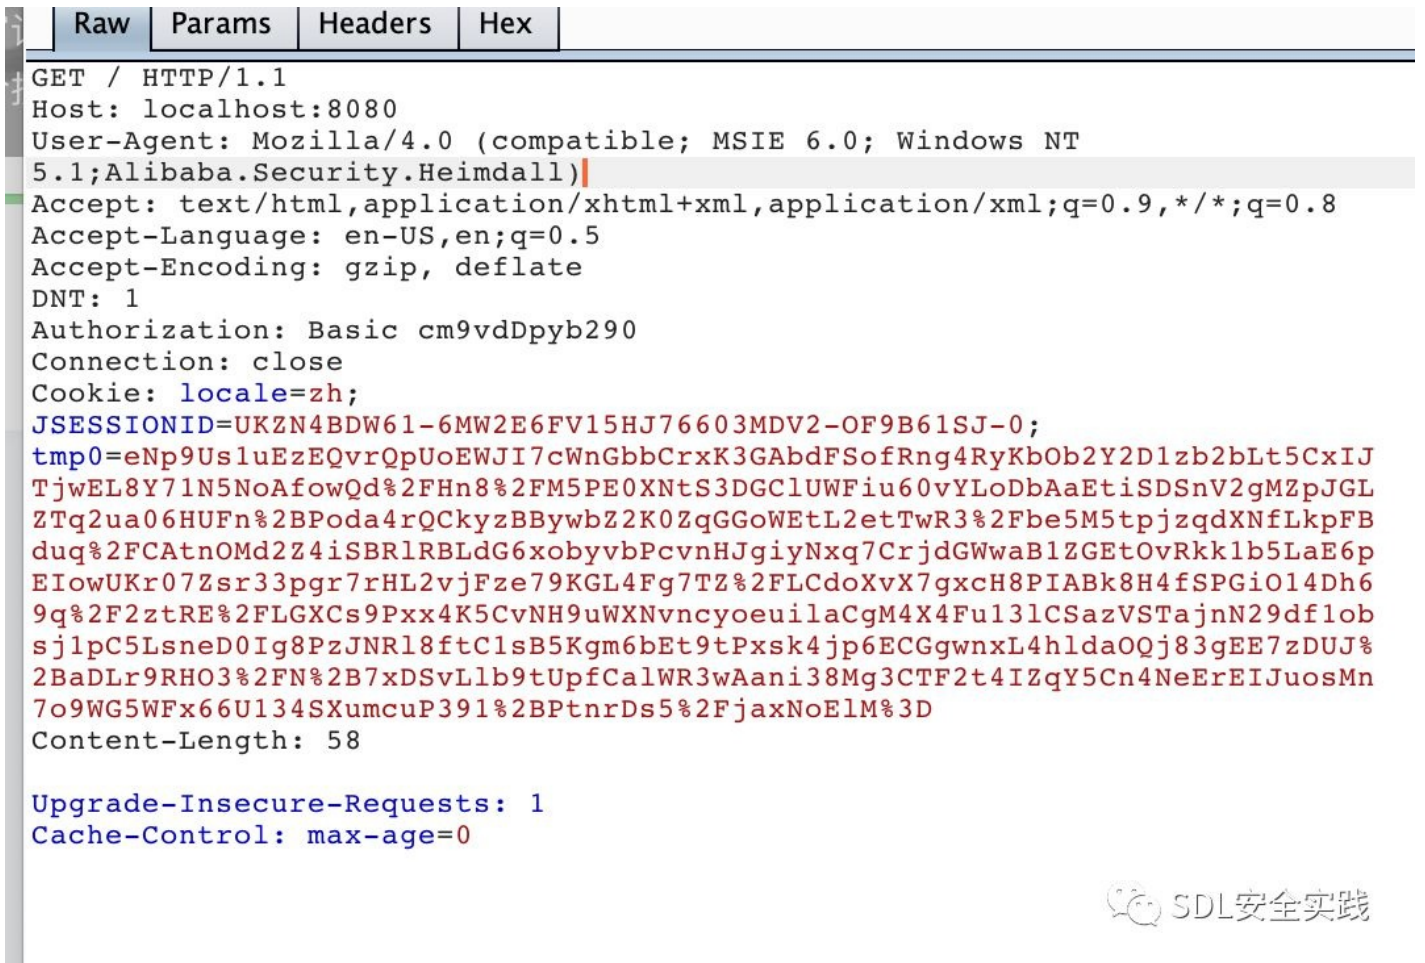 Raw Params Headers Hex
GET / HTTP/1.1
Host: localhost:8080
User-Agent: Mozilla/4.0 (compatible; MSIE 6.0; Windows NT
5.1;Alibaba.Security.Heimdall)
Accept: text/html,application/xhtml+xml,application/xml;q=0.9,*/*;q=0.8
Accept-Language: en-US,en;q=0.5
Accept-Encoding: gzip, deflate
DNT: 1
Authorization: Basic cm9vdDpyb290
Connection: close
Cookie: locale=zh;
JSESSIONID=UKZN4BDW61-6MW2E6FV15HJ76603MDV2-OF9B61SJ-0;
tmp0=eNp9Us1uEzEQvrQpUoEWJI7cWnGbbCrxK3GAbdFSofRng4RyKbOb2Y2D1zb2bLt5CxIJ
TjwEL8Y71N5NoAfowQd%2FHn8%2FM5PE0XNtS3DGClUWFiu60vYLoDbAaEtiSDSnV2gMZpJGL
ZTq2ua06HUFn%2BPoda4rQCkyzBBywbZ2K0ZqGGoWEtL2etTwR3%2Fbe5M5tpjzqdXNfLkpFB
duq%2FCAtnOMd2Z4iSBRlRBLdG6xobyvbPcvnHJgiyNxq7CrjdGWwaB1ZGEtOvRkk1b5LaE6p
EIowUKr07Zsr33pgr7rHL2vjFze79KGL4Fg7TZ%2FLCdoXvX7gxcH8PIABk8H4fSPGiO14Dh6
9q%2F2ztRE%2FLGXCs9Pxx4K5CvNH9uWXNvncyoeuilaCgM4X4Fu13lCSazVSTajnN29df1ob
sj1pC5LsneD0Ig8PzJNRl8ftC1sB5Kgm6bEt9tPxsk4jp6ECGgwnxL4hldaOQj83gEE7zDUJ%
2BaDLr9RHO3%2FN%2B7xDSvLlb9tUpfCalWR3wAani38Mg3CTF2t4IZqY5Cn4NeErEIJuosMn
7o9WG5WFx66U134SXumcuP391%2BPtnrDs5%2FjaxNoElM%3D
Content-Length: 58

Upgrade-Insecure-Requests: 1
Cache-Control: max-age=0
SDL安全实践